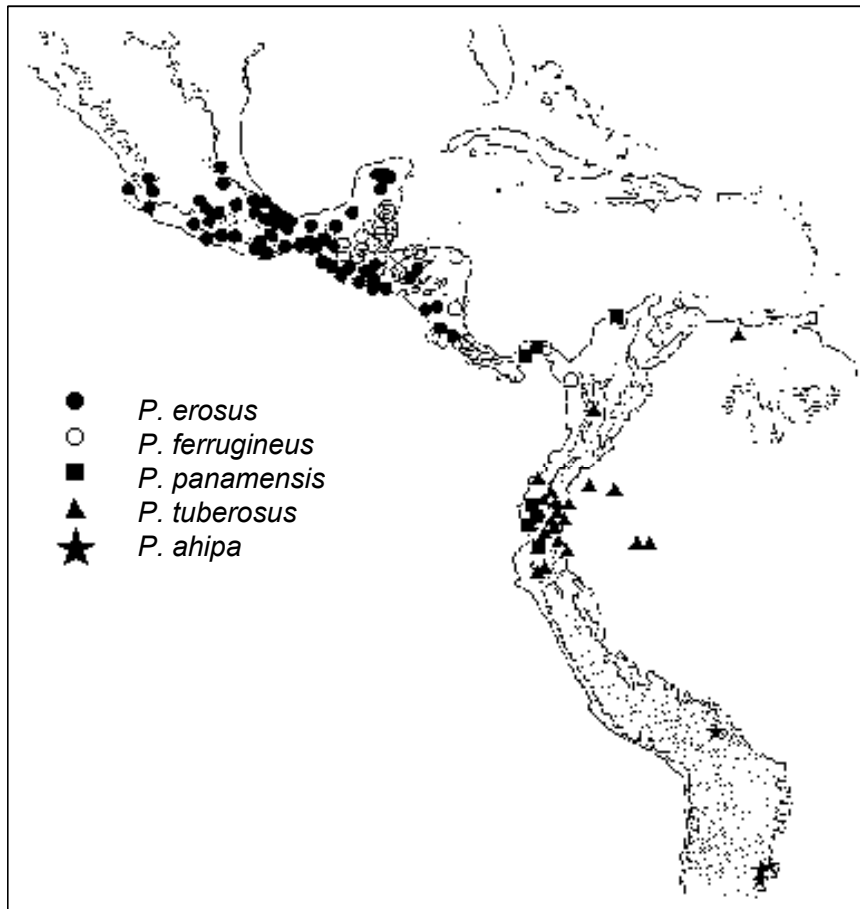 P. erosus
P. ferrugineus
P. panamensis
P. tuberosus
P. ahipa